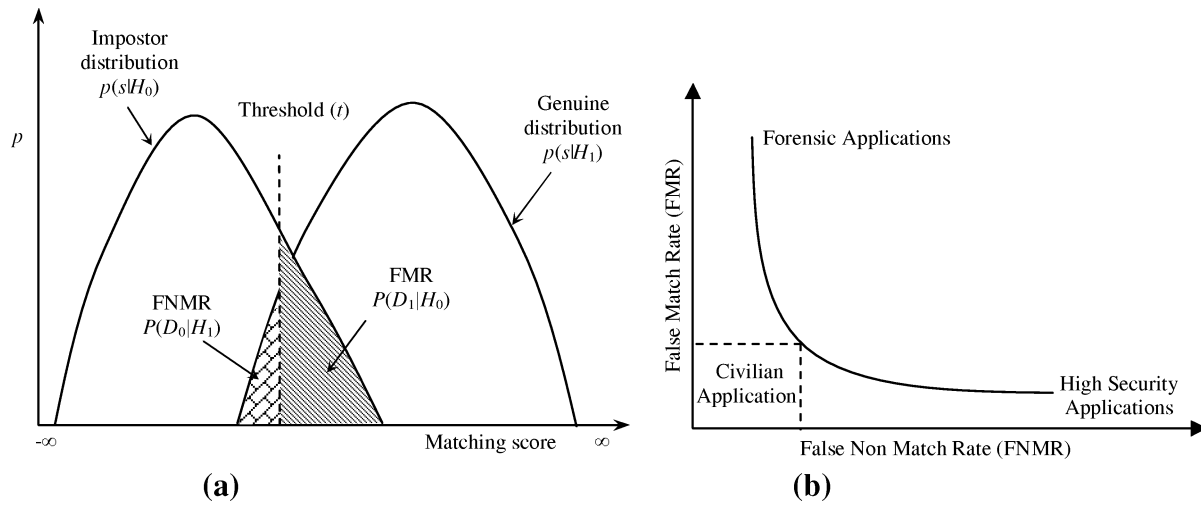 Impostor
distribution
p(s|H₀)
Threshold (t)
Genuine
distribution
p(s|H₁)
p
FNMR
P(D₀|H₁)
FMR
P(D₁|H₀)
-∞
Matching score
∞
(a)
False Match Rate (FMR)
Forensic Applications
Civilian
Application
High Security
Applications
False Non Match Rate (FNMR)
(b)